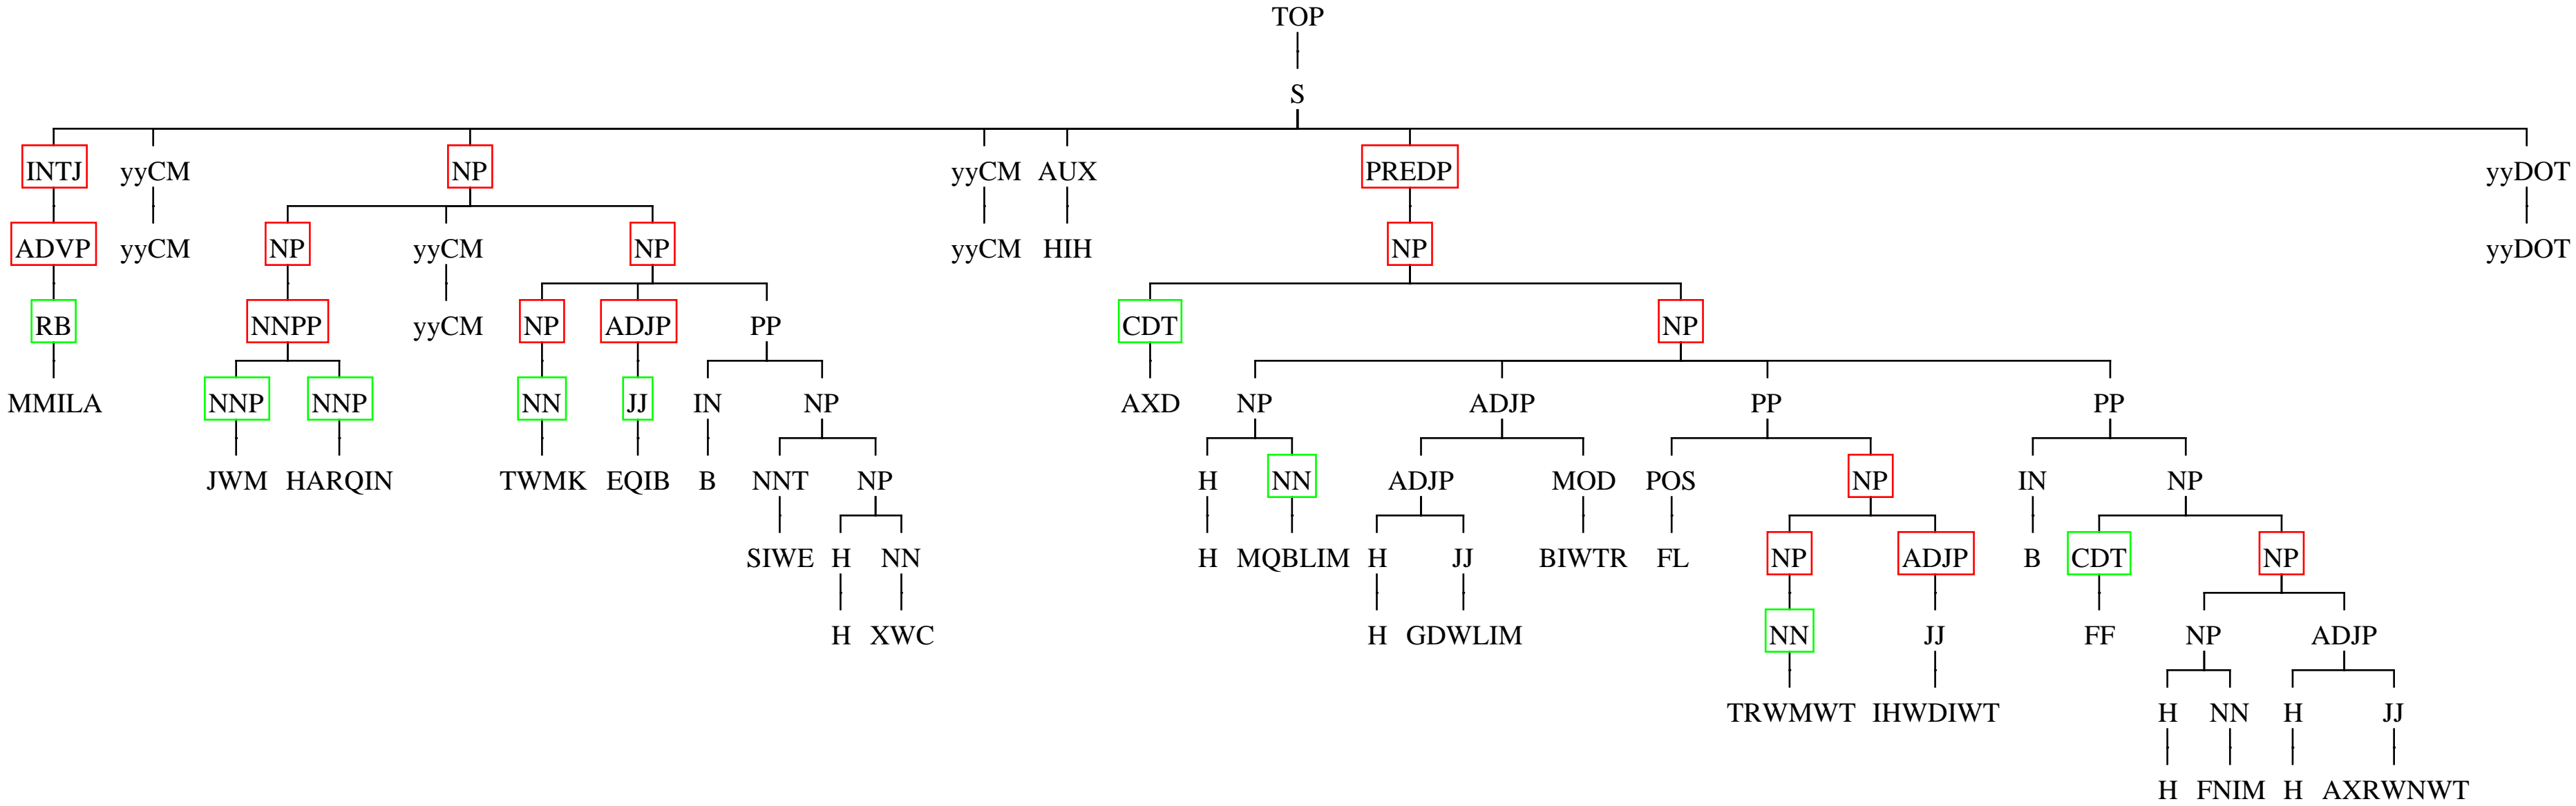 TOP
S
INTJ yyCM NP yyCM AUX PREDP yyDOT
ADVP yyCM NP yyCM NP yyCM HIH NP yyDOT
RB NNPP yyCM NP ADJP PP CDT NP
MMILA NNP NNP NN JJ IN NP AXD NP ADJP PP PP
JWM HARQIN TWMK EQIB B NNT NP H NN ADJP MOD POS NP IN NP
SIWE H NN H MQBLIM H JJ BIWTR FL NP ADJP B CDT NP
H XWC H GDWLIM NN JJ FF NP ADJP
TRWMWT IHWDIWT H NN H JJ
H FNIM H AXRWNWT